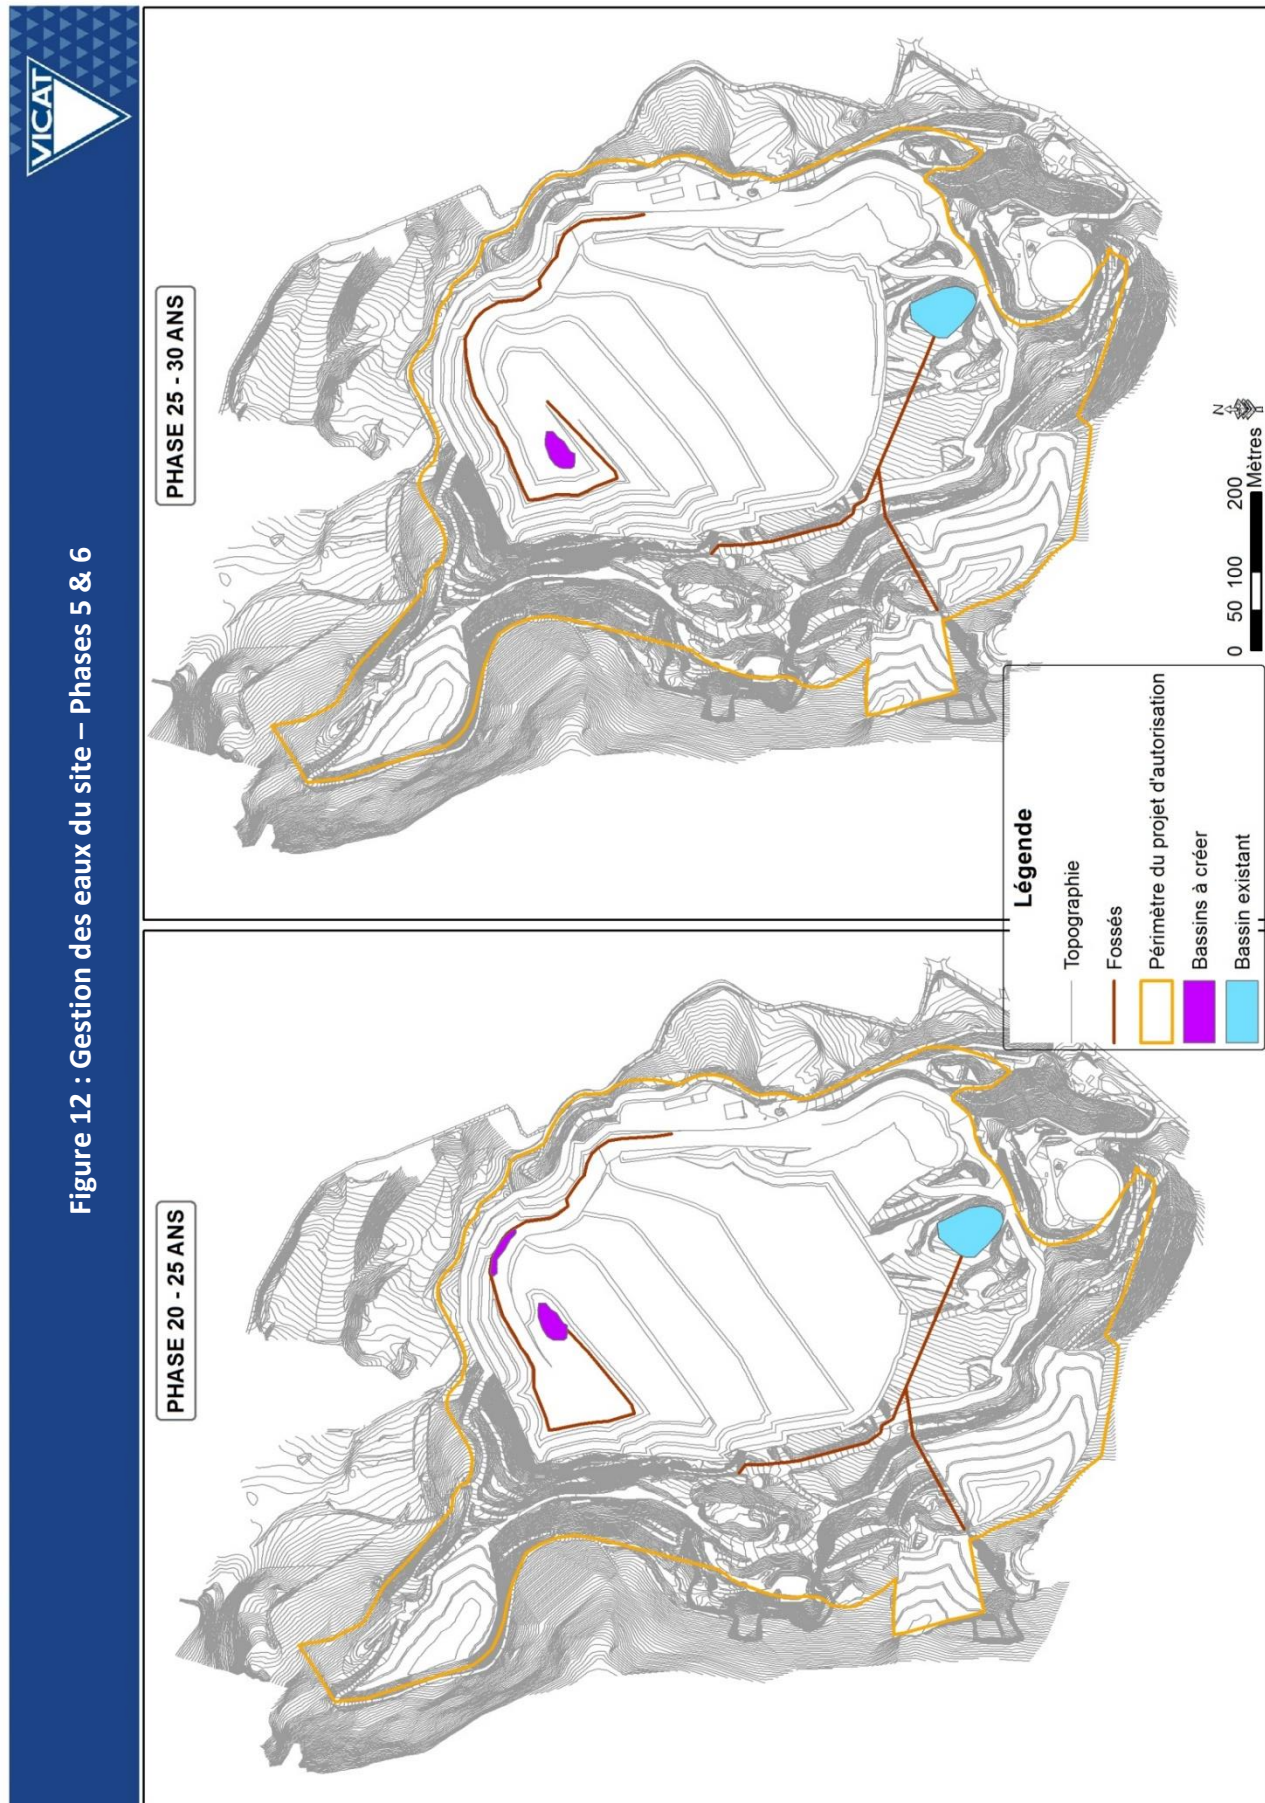 Figure 12 : Gestion des eaux du site – Phases 5 & 6
VICAT
PHASE 20 - 25 ANS
PHASE 25 - 30 ANS
Légende
Topographie
Fossés
Périmètre du projet d'autorisation
Bassins à créer
Bassin existant
N
0 50 100 200
Mètres